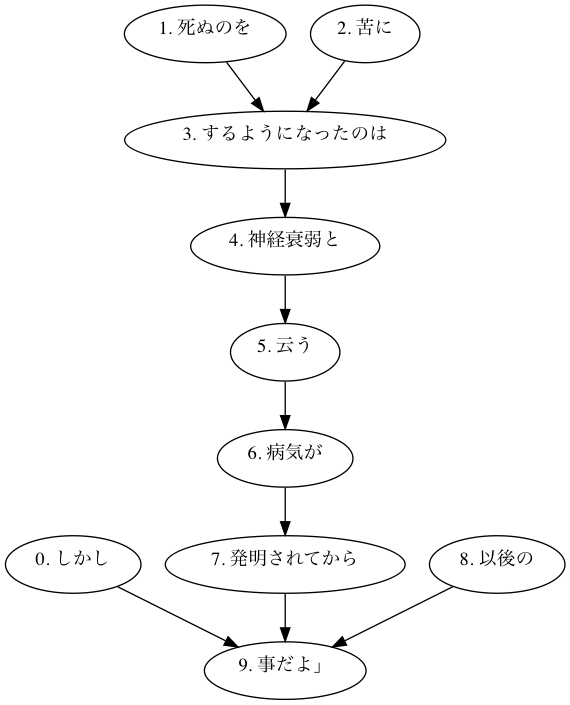 1. 死ぬのを
2. 苦に
3. するようになったのは
4. 神経衰弱と
5. 云う
6. 病気が
0. しかし
7. 発明されてから
8. 以後の
9. 事だよ」